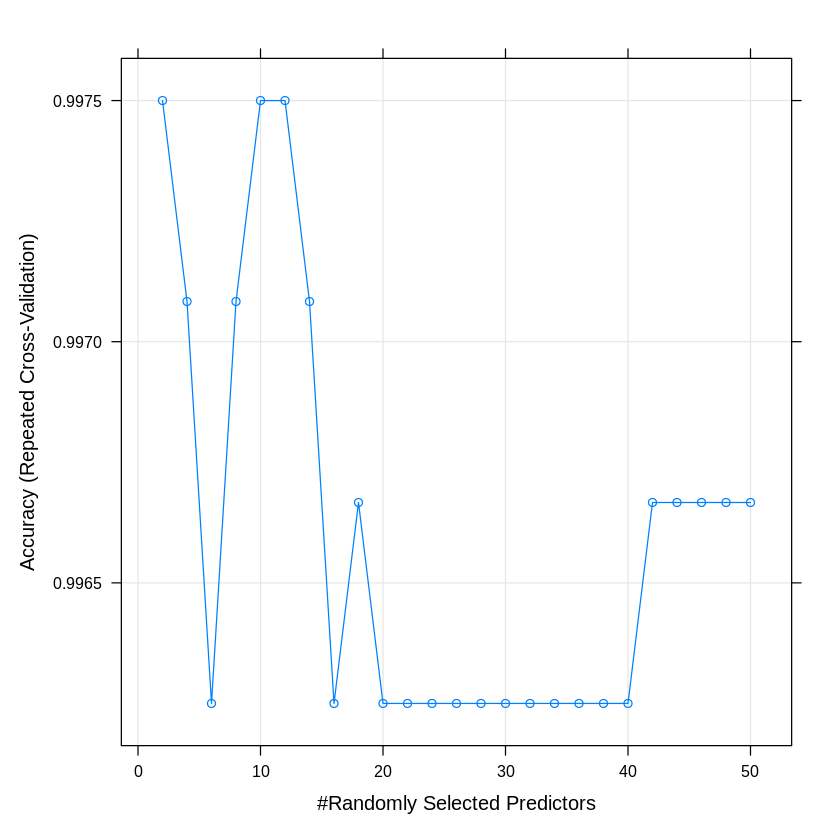 0.9975
0.9970
0.9965
Accuracy (Repeated Cross-Validation)
0 10 20 30 40 50
#Randomly Selected Predictors